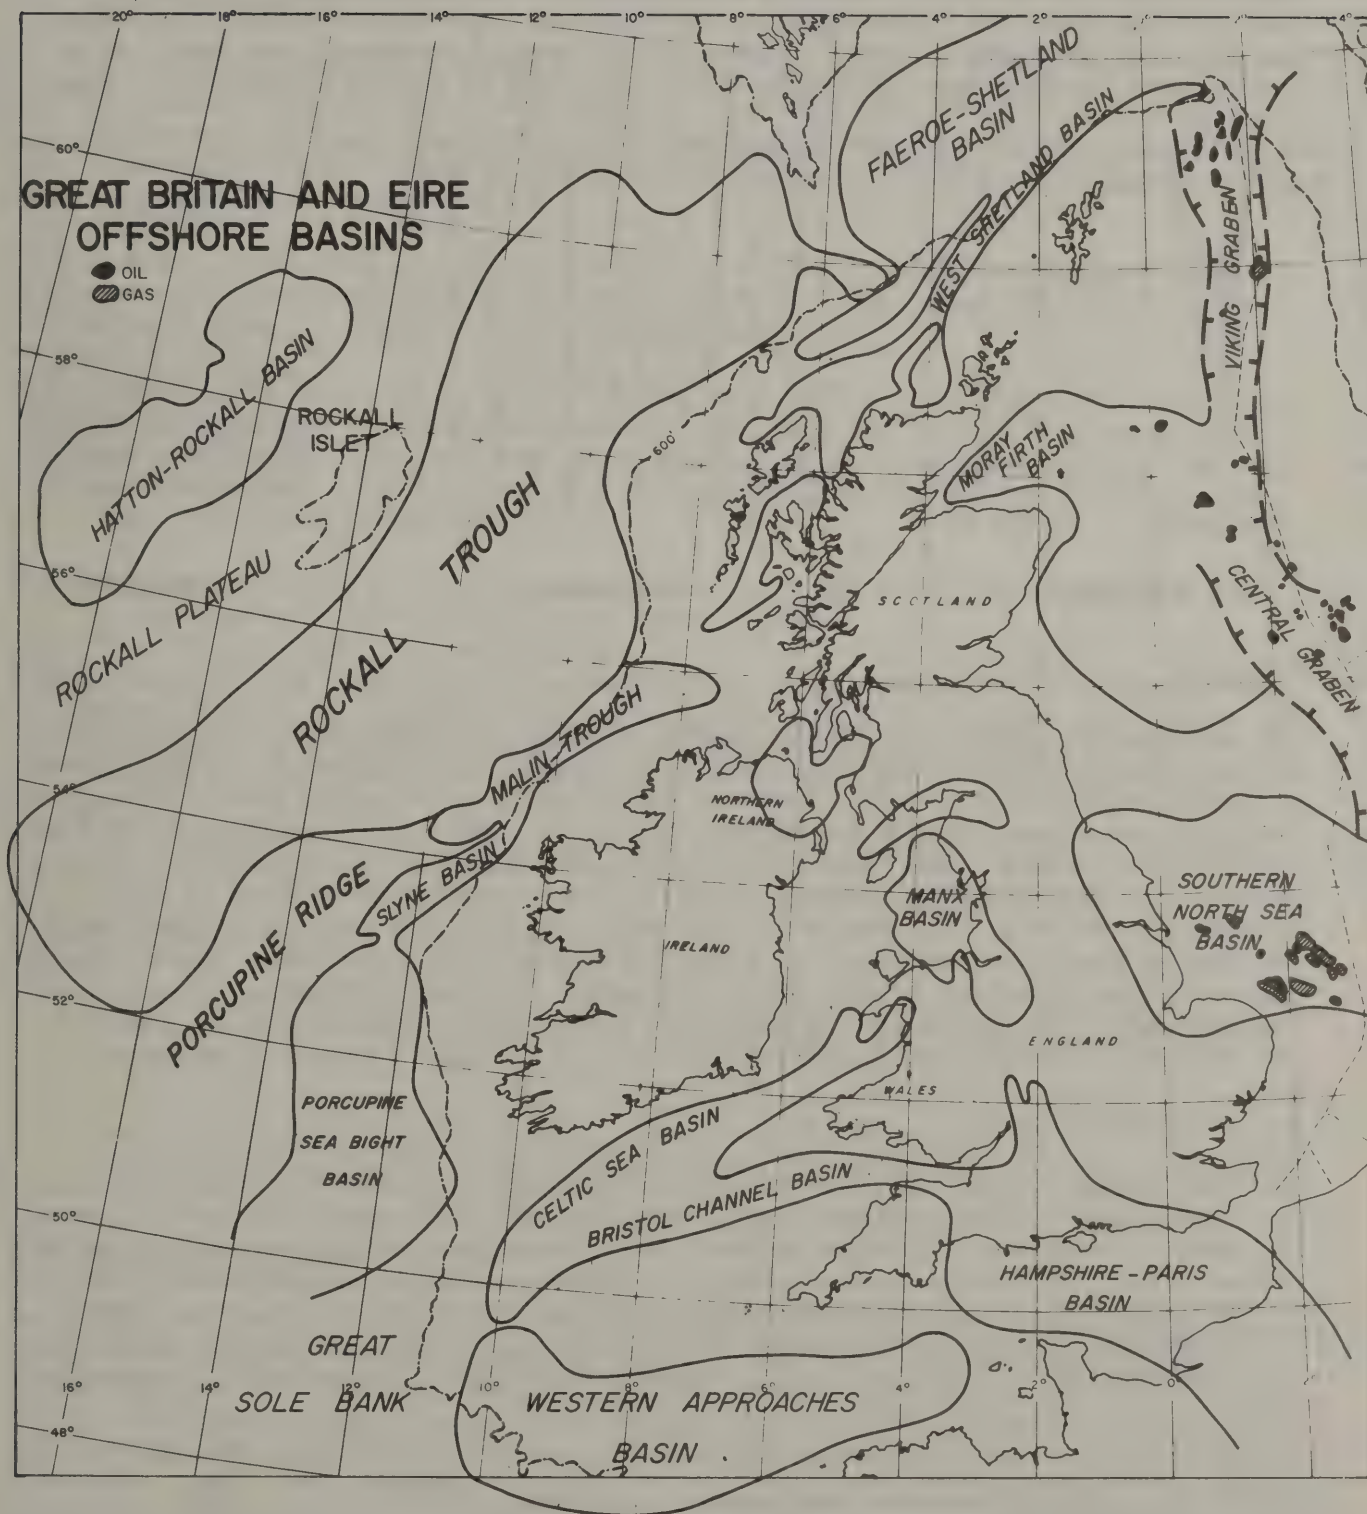 20° 18° 16° 14° 12° 10° 8° 6° 4° 2° 0° 4°
60°
GREAT BRITAIN AND EIRE
OFFSHORE BASINS
OIL
GAS
FAEROE-SHETLAND
BASIN
WEST SHETLAND BASIN
VIKING GRABEN
58°
HATTON-ROCKALL BASIN
ROCKALL
ISLET
600'
MORAY
FIRTH
BASIN
56°
ROCKALL PLATEAU
ROCKALL TROUGH
SCOTLAND
CENTRAL GRABEN
MALIN TROUGH
54°
NORTHERN
IRELAND
PORCUPINE RIDGE
SLYNE BASIN
MANX
BASIN
SOUTHERN
NORTH SEA
BASIN
IRELAND
52°
ENGLAND
WALES
PORCUPINE
SEA BIGHT
BASIN
CELTIC SEA BASIN
BRISTOL CHANNEL BASIN
50°
HAMPSHIRE-PARIS
BASIN
GREAT
SOLE BANK
16° 14° 12° 10° 8° 6° 4° 2° 0°
WESTERN APPROACHES
BASIN
48°